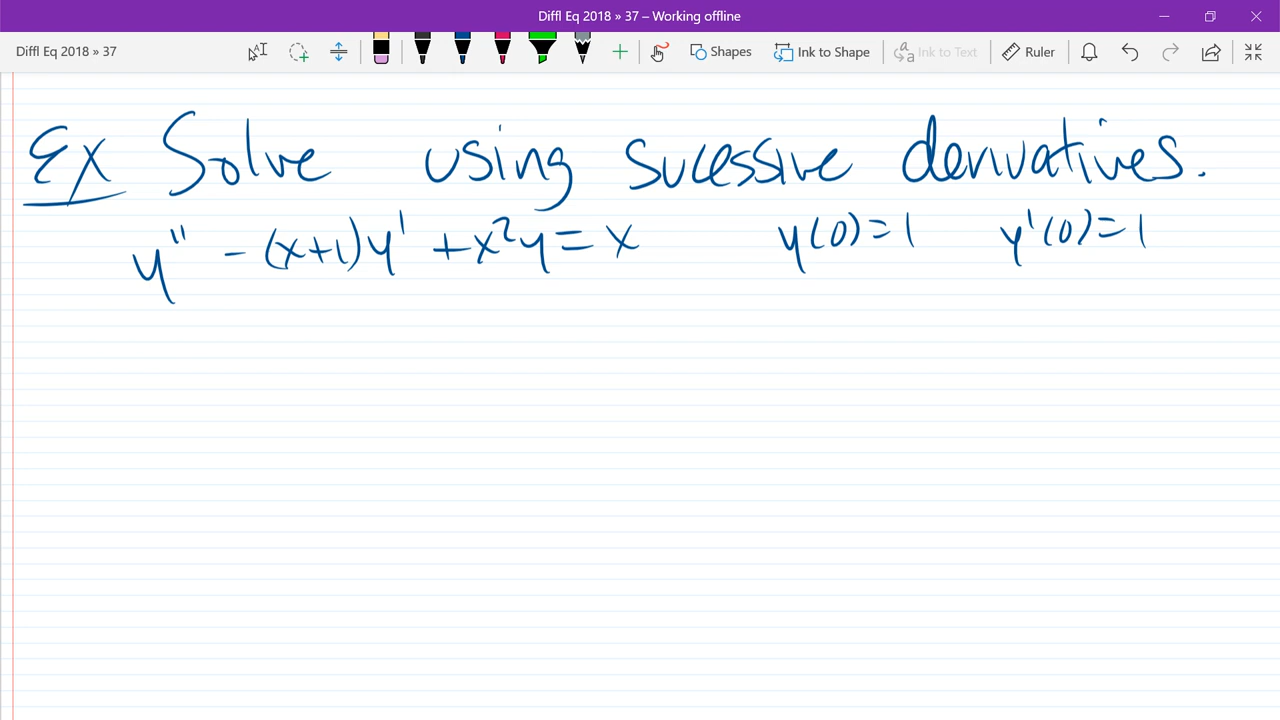 Diffl Eq 2018 » 37 – Working offline
Diffl Eq 2018 » 37 Shapes Ink to Shape Ink to Text Ruler
Ex Solve using sucessive derivatives.
y'' - (x+1)y' + x²y = x y(0)=1 y'(0)=1